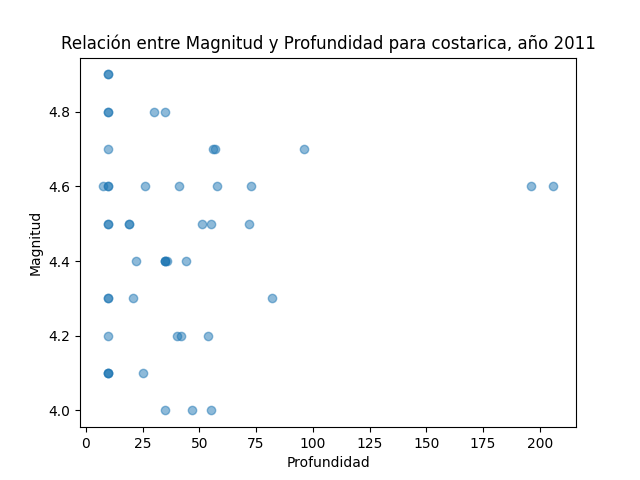 Relación entre Magnitud y Profundidad para costarica, año 2011
4.8
4.6
4.4
4.2
4.0
Magnitud
0 25 50 75 100 125 150 175 200
Profundidad